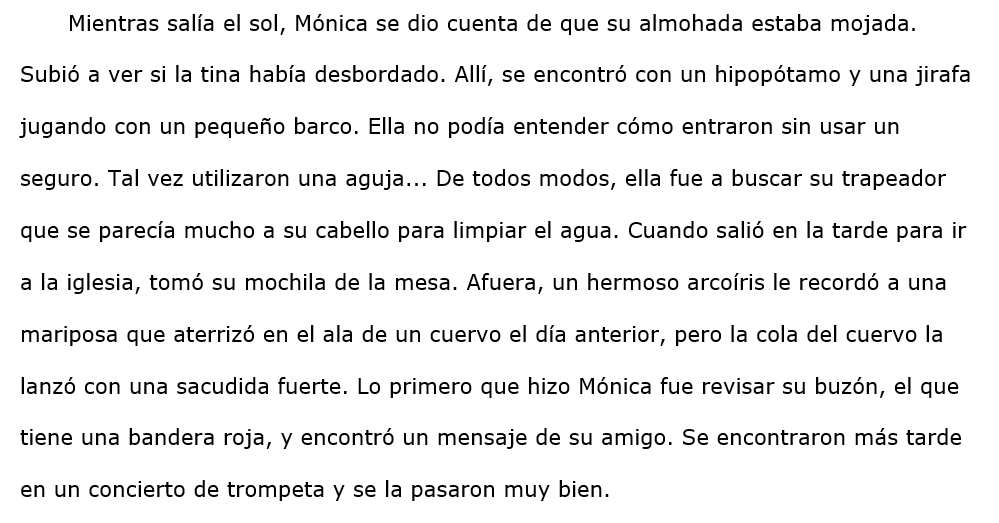 Mientras salía el sol, Mónica se dio cuenta de que su almohada estaba mojada.
Subió a ver si la tina había desbordado. Allí, se encontró con un hipopótamo y una jirafa
jugando con un pequeño barco. Ella no podía entender cómo entraron sin usar un
seguro. Tal vez utilizaron una aguja... De todos modos, ella fue a buscar su trapeador
que se parecía mucho a su cabello para limpiar el agua. Cuando salió en la tarde para ir
a la iglesia, tomó su mochila de la mesa. Afuera, un hermoso arcoíris le recordó a una
mariposa que aterrizó en el ala de un cuervo el día anterior, pero la cola del cuervo la
lanzó con una sacudida fuerte. Lo primero que hizo Mónica fue revisar su buzón, el que
tiene una bandera roja, y encontró un mensaje de su amigo. Se encontraron más tarde
en un concierto de trompeta y se la pasaron muy bien.